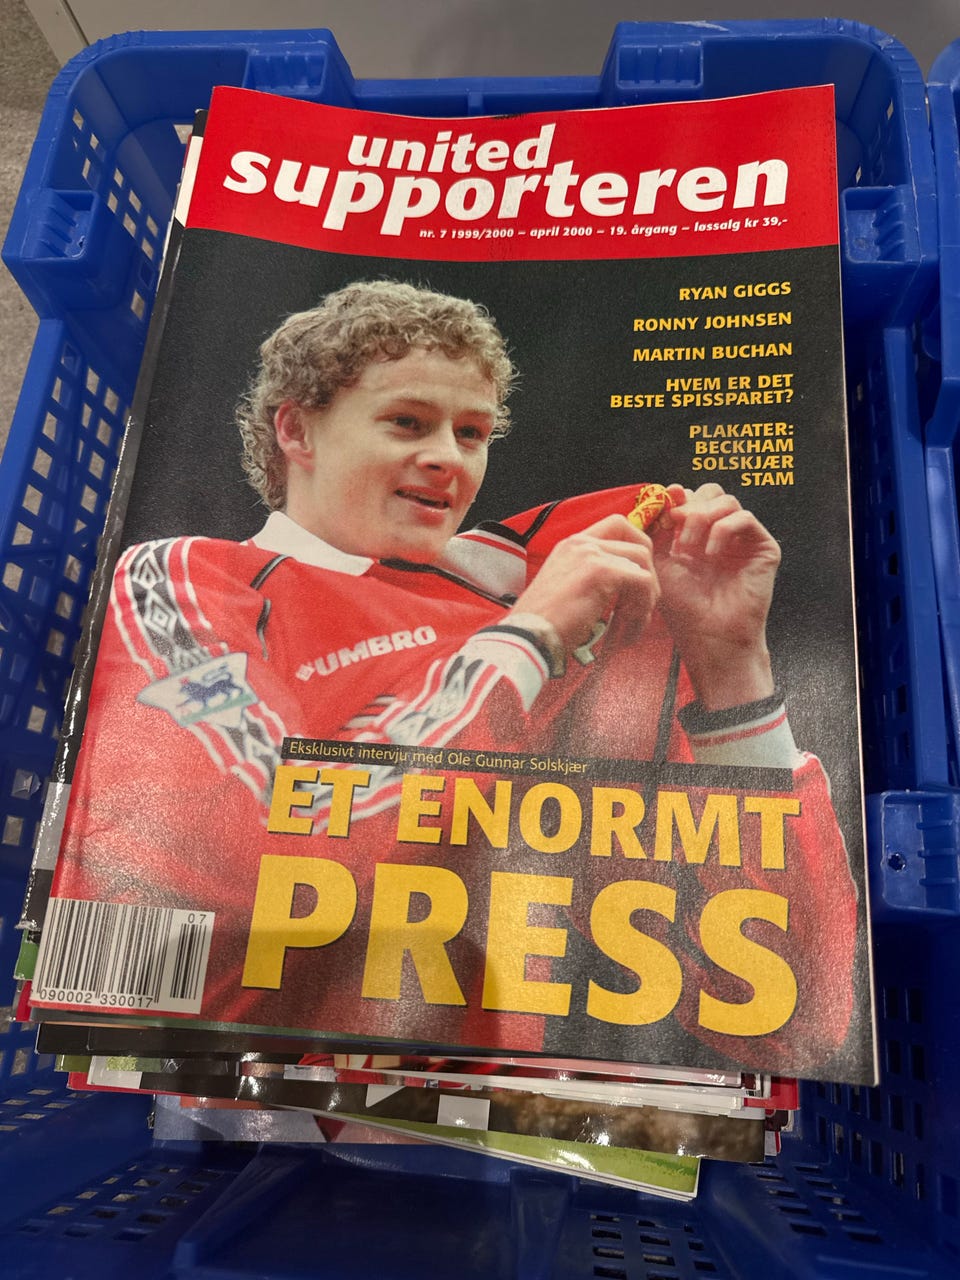 united
supporteren
nr. 7 1999/2000 – april 2000 – 19. årgang – løssalg kr 39,-
RYAN GIGGS
RONNY JOHNSEN
MARTIN BUCHAN
HVEM ER DET
BESTE SPISSPARET?
PLAKATER:
BECKHAM
SOLSKJÆR
STAM
UMBRO
Eksklusivt intervju med Ole Gunnar Solskjær
ET ENORMT
PRESS
07
090002 330017